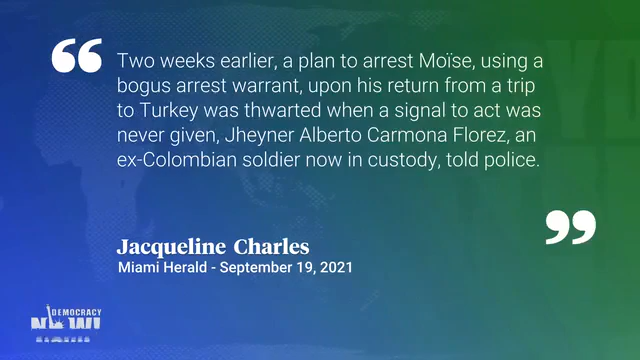 “
Two weeks earlier, a plan to arrest Moïse, using a
bogus arrest warrant, upon his return from a trip
to Turkey was thwarted when a signal to act was
never given, Jheyner Alberto Carmona Florez, an
ex-Colombian soldier now in custody, told police.
”
Jacqueline Charles
Miami Herald - September 19, 2021
DEMOCRACY
NOW!